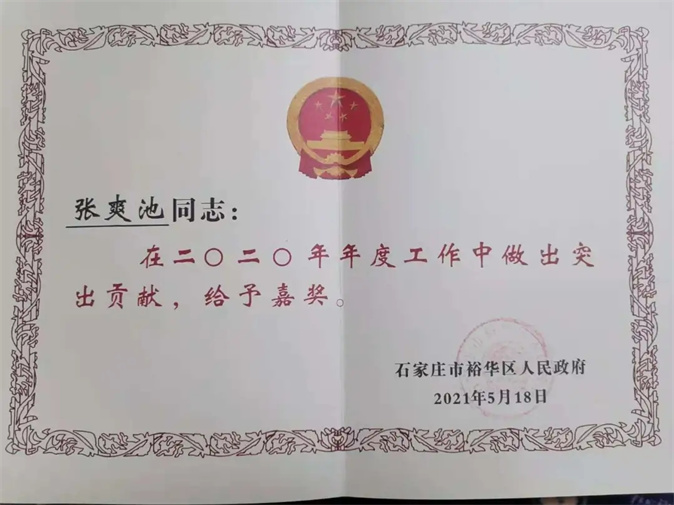 张爽池同志：
在二〇二〇年年度工作中做出突
出贡献，给予嘉奖。
石家庄市裕华区人民政府
2021年5月18日